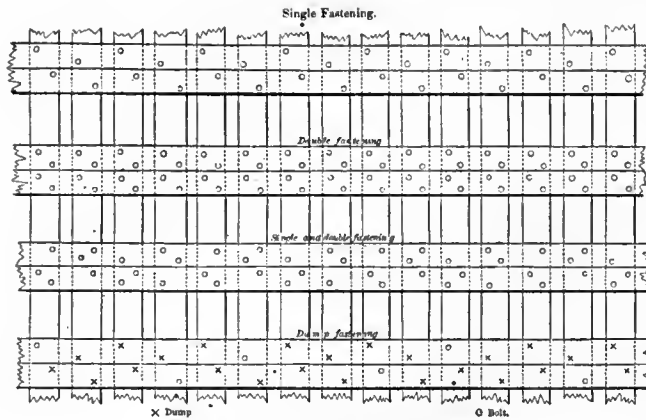 Single Fastening.
Double fastening
Single and double fastening
Dump fastening
X Dump
O Bolt.